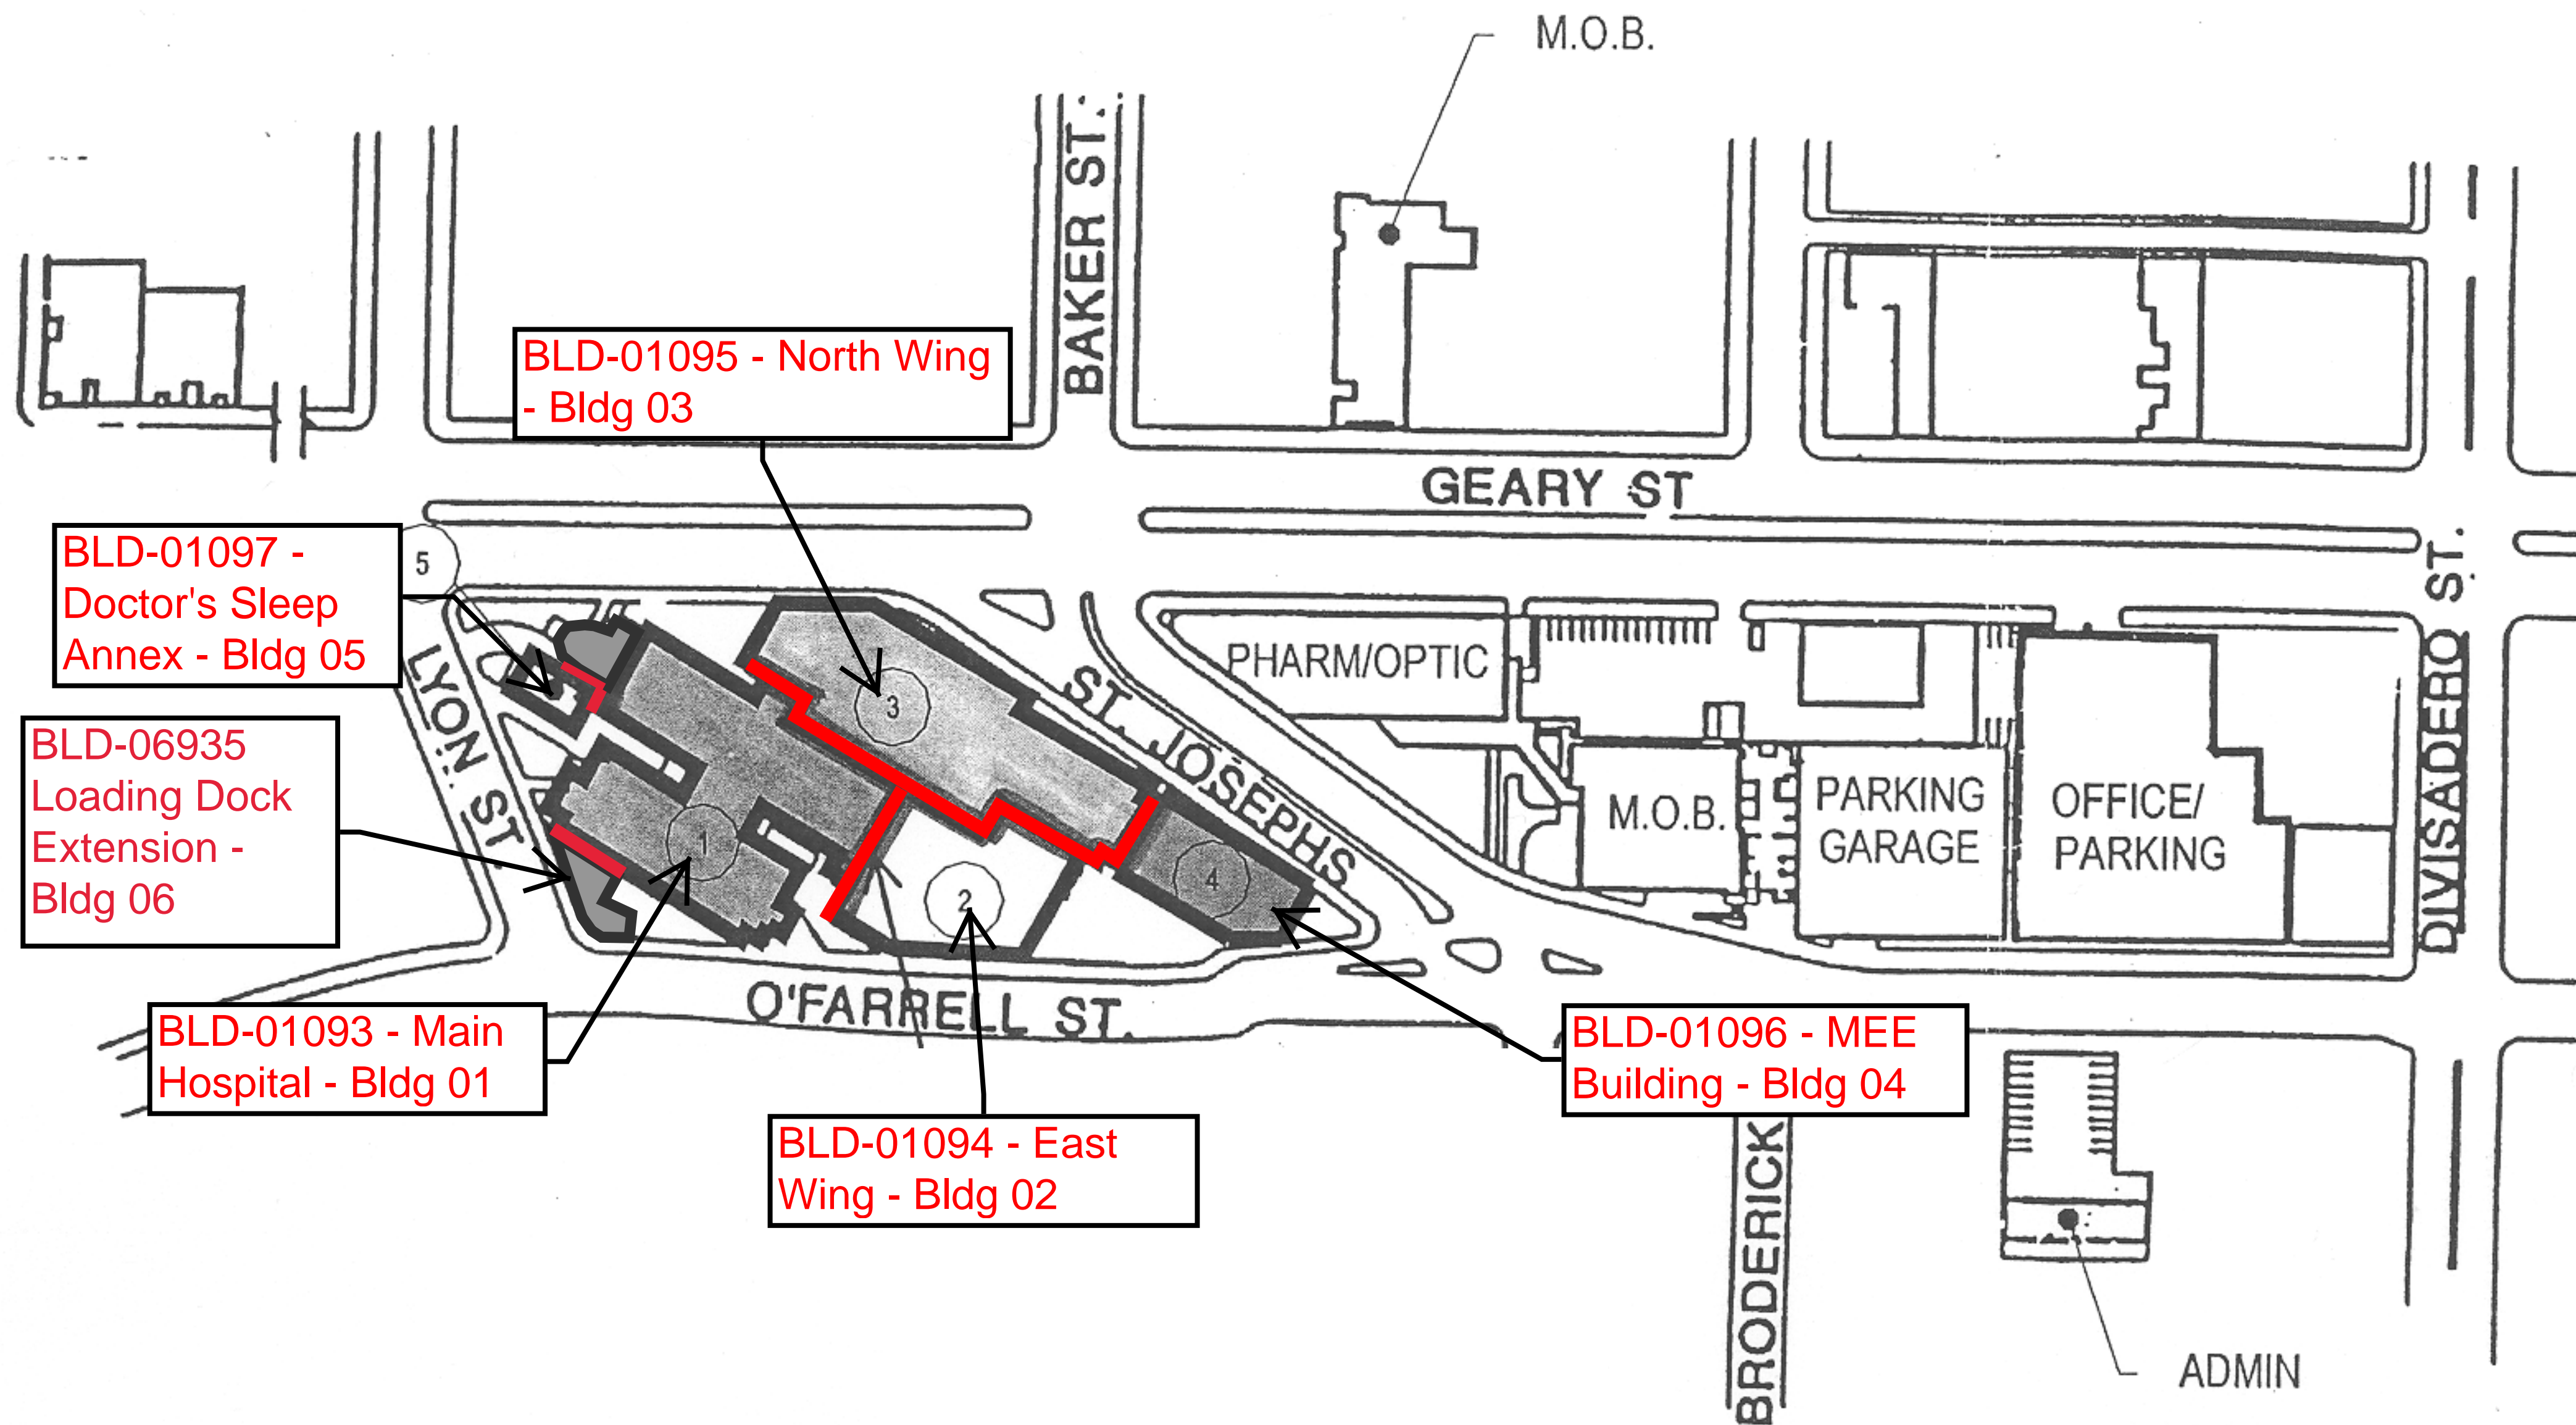 M.O.B.
BAKER ST.
BLD-01095 - North Wing
- Bldg 03
GEARY ST
BLD-01097 -
Doctor's Sleep
Annex - Bldg 05
5
DIVISADERO ST.
PHARM/OPTIC
3
ST. JOSEPHS
LYON ST
BLD-06935
Loading Dock
Extension -
Bldg 06
M.O.B.
PARKING
GARAGE
OFFICE/
PARKING
1
2
4
O'FARRELL ST.
BLD-01093 - Main
Hospital - Bldg 01
BLD-01096 - MEE
Building - Bldg 04
BLD-01094 - East
Wing - Bldg 02
BRODERICK
ADMIN